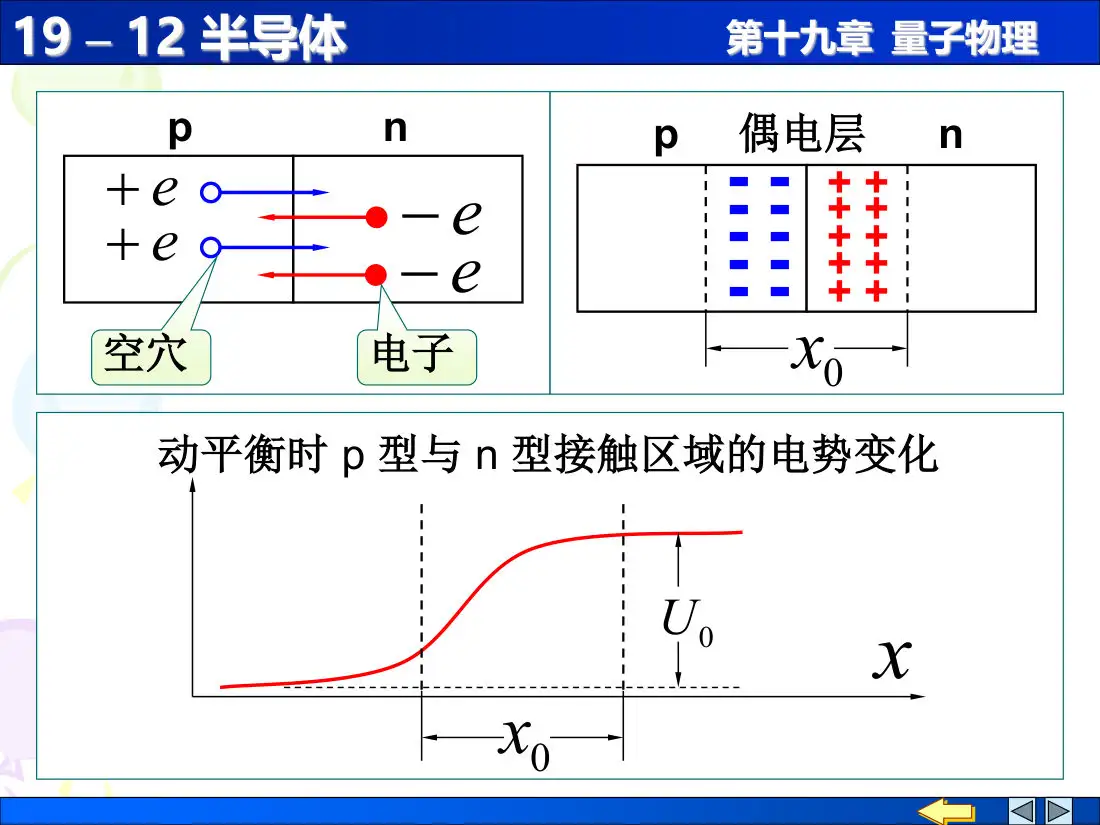 19 – 12 半导体
第十九章 量子物理
p n
+ e
− e
+ e
− e
空穴 电子
p 偶电层 n
- - + +
- - + +
- - + +
- - + +
- - + +
x₀
动平衡时 p 型与 n 型接触区域的电势变化
U₀
x
x₀